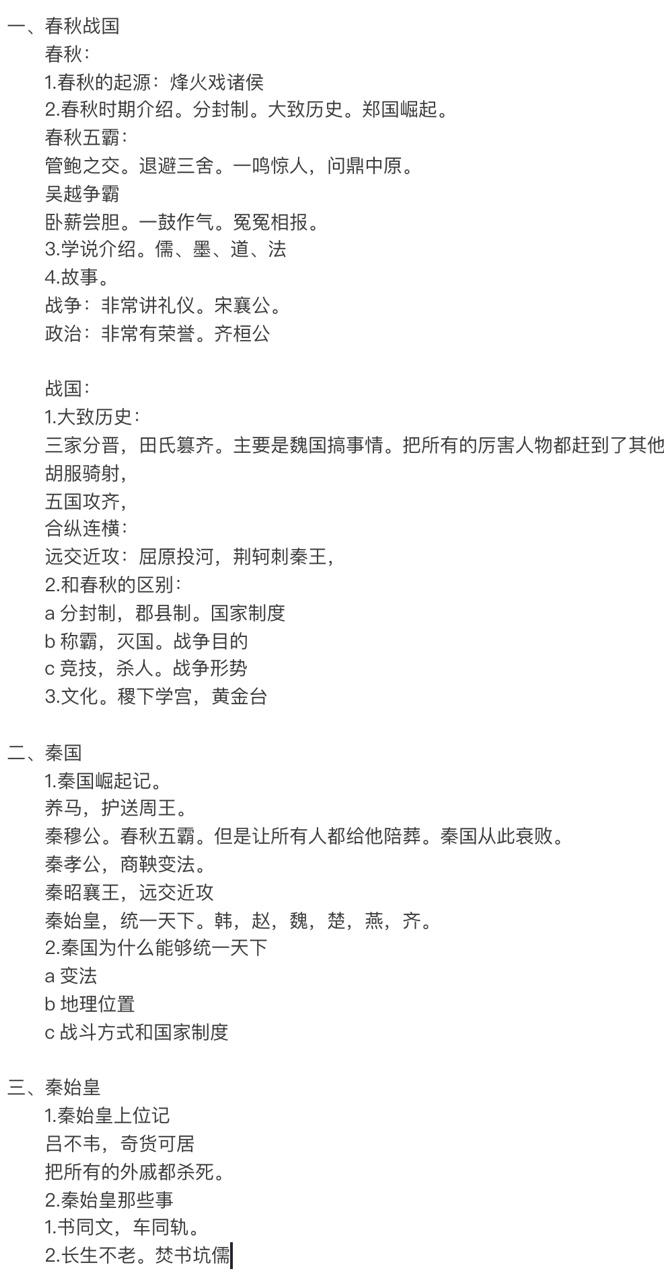 一、春秋战国
春秋：
1.春秋的起源：烽火戏诸侯
2.春秋时期介绍。分封制。大致历史。郑国崛起。
春秋五霸：
管鲍之交。退避三舍。一鸣惊人，问鼎中原。
吴越争霸
卧薪尝胆。一鼓作气。冤冤相报。
3.学说介绍。儒、墨、道、法
4.故事。
战争：非常讲礼仪。宋襄公。
政治：非常有荣誉。齐桓公
战国：
1.大致历史：
三家分晋，田氏篡齐。主要是魏国搞事情。把所有的厉害人物都赶到了其他
胡服骑射，
五国攻齐，
合纵连横：
远交近攻：屈原投河，荆轲刺秦王，
2.和春秋的区别：
a 分封制，郡县制。国家制度
b 称霸，灭国。战争目的
c 竞技，杀人。战争形势
3.文化。稷下学宫，黄金台
二、秦国
1.秦国崛起记。
养马，护送周王。
秦穆公。春秋五霸。但是让所有人都给他陪葬。秦国从此衰败。
秦孝公，商鞅变法。
秦昭襄王，远交近攻
秦始皇，统一天下。韩，赵，魏，楚，燕，齐。
2.秦国为什么能够统一天下
a 变法
b 地理位置
c 战斗方式和国家制度
三、秦始皇
1.秦始皇上位记
吕不韦，奇货可居
把所有的外戚都杀死。
2.秦始皇那些事
1.书同文，车同轨。
2.长生不老。焚书坑儒